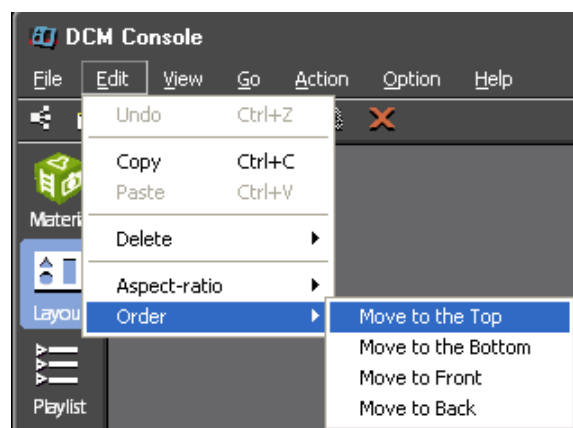 DCM Console
File Edit View Go Action Option Help
Undo Ctrl+Z
Copy Ctrl+C
Paste Ctrl+V
Materi
Delete
Aspect-ratio
Layou
Order
Move to the Top
Move to the Bottom
Move to Front
Playlist
Move to Back